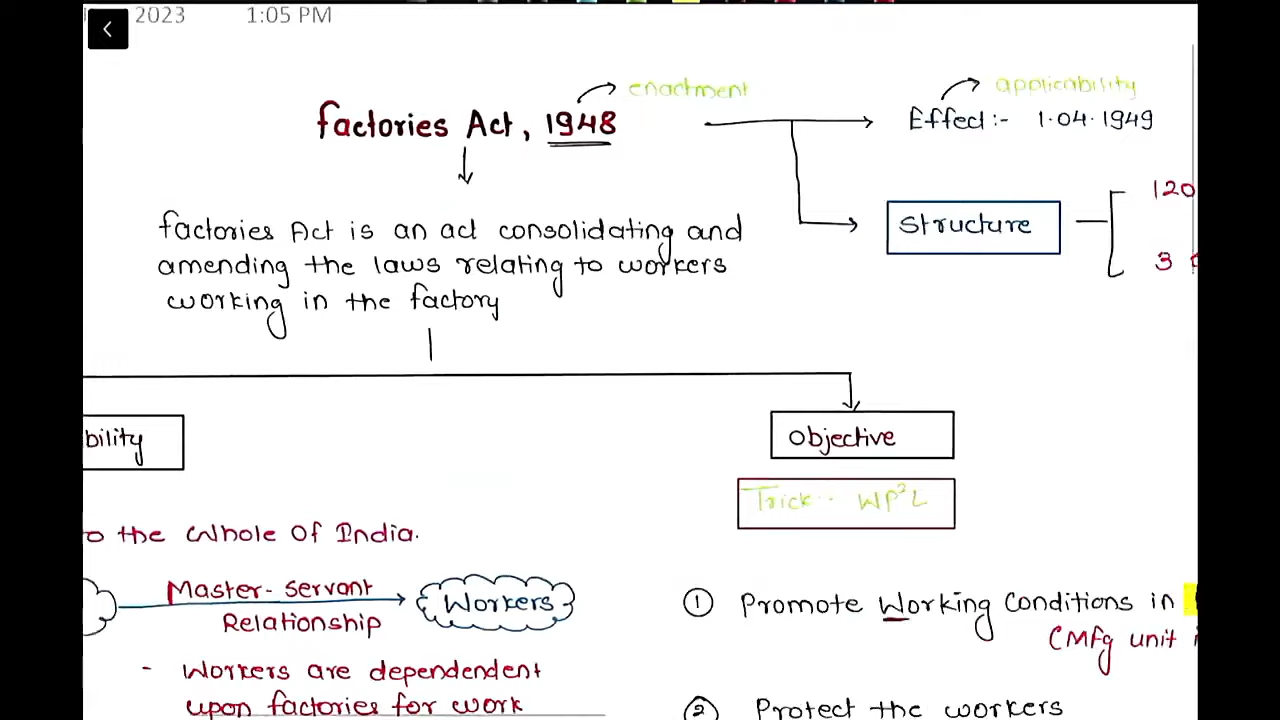 2023 1:05 PM
enactment
applicability
factories Act, 1948
Effect:- 1.04.1949
120
Structure
3
factories Act is an act consolidating and
amending the laws relating to workers
working in the factory
bility
Objective
Trick:- WP²L
o the Whole Of India.
Master-servant
Relationship
Workers
① Promote Working Conditions in
(Mfg unit
- Workers are dependendent
upon factories for work
② Protect the workers